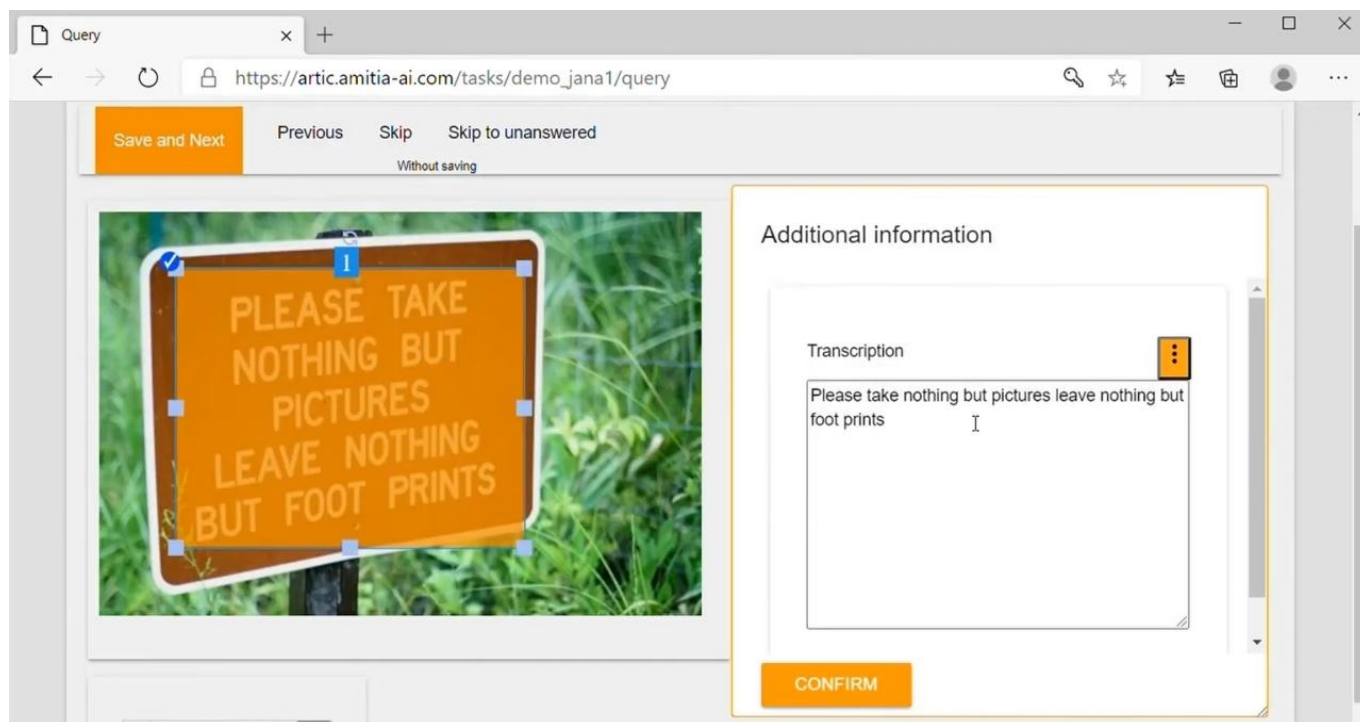 Query
https://artic.amitia-ai.com/tasks/demo_jana1/query
Save and Next
Previous
Skip
Skip to unanswered
Without saving
1
PLEASE TAKE
NOTHING BUT
PICTURES
LEAVE NOTHING
BUT FOOT PRINTS
Additional information
Transcription
Please take nothing but pictures leave nothing but
foot prints
CONFIRM